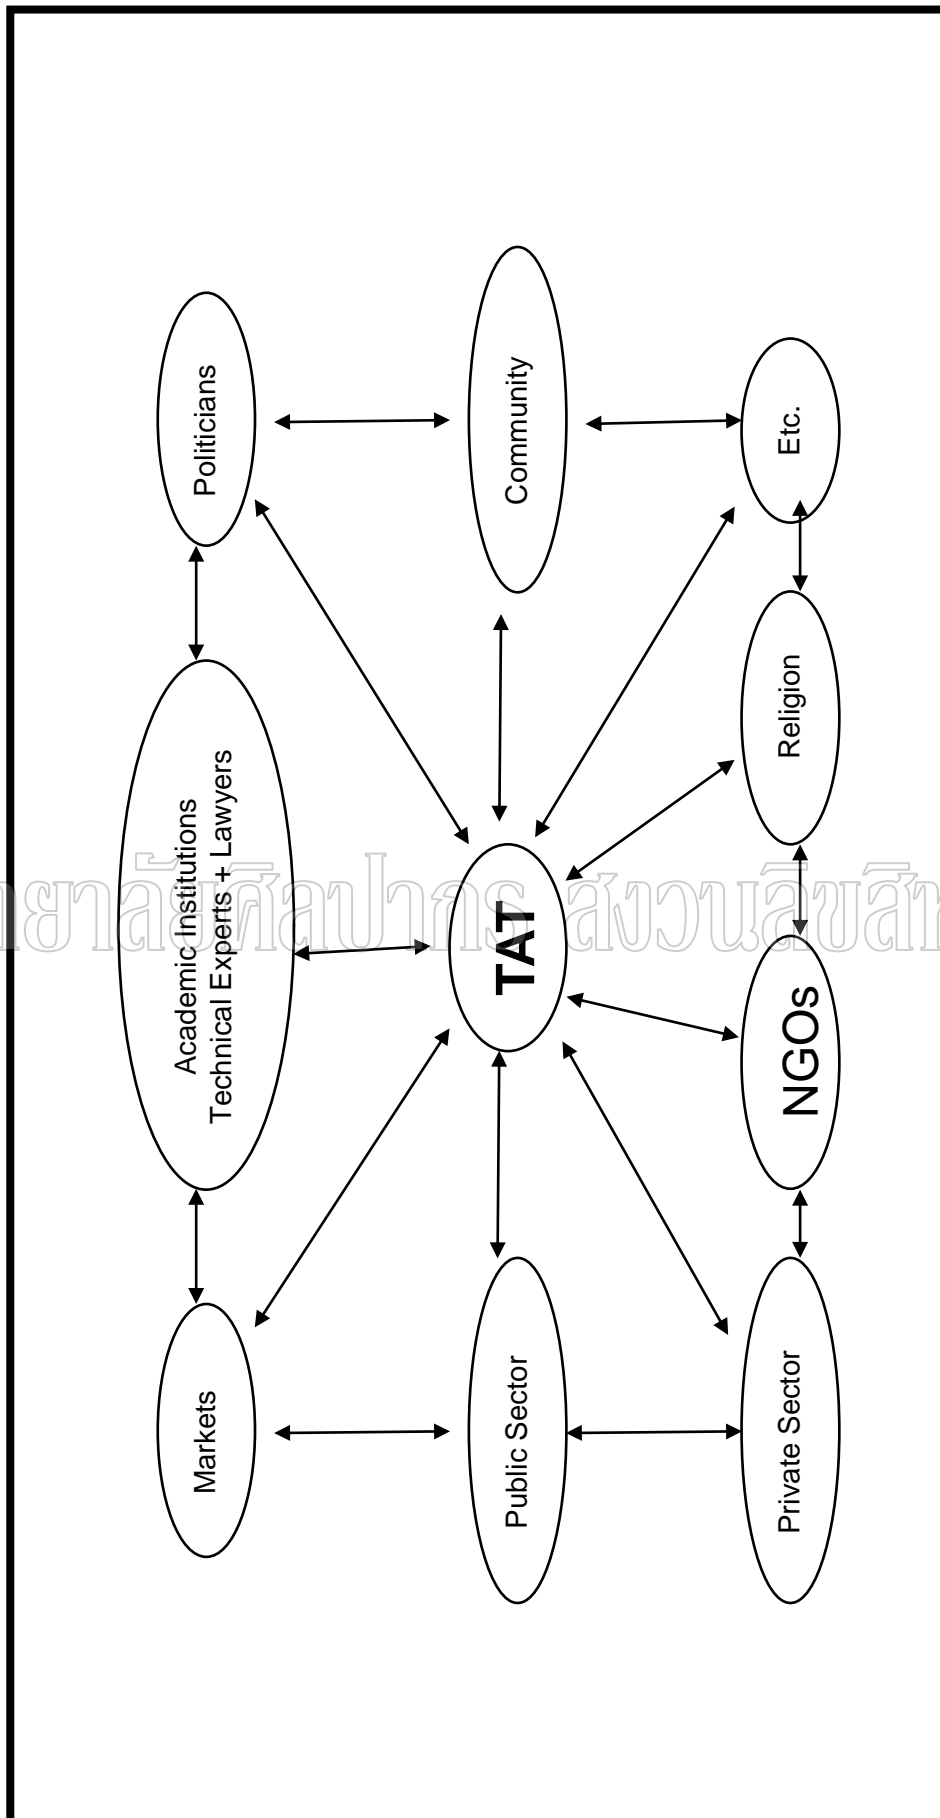 Markets
Academic Institutions
Technical Experts + Lawyers
Politicians
Public Sector
TAT
Community
Private Sector
NGOs
Religion
Etc.